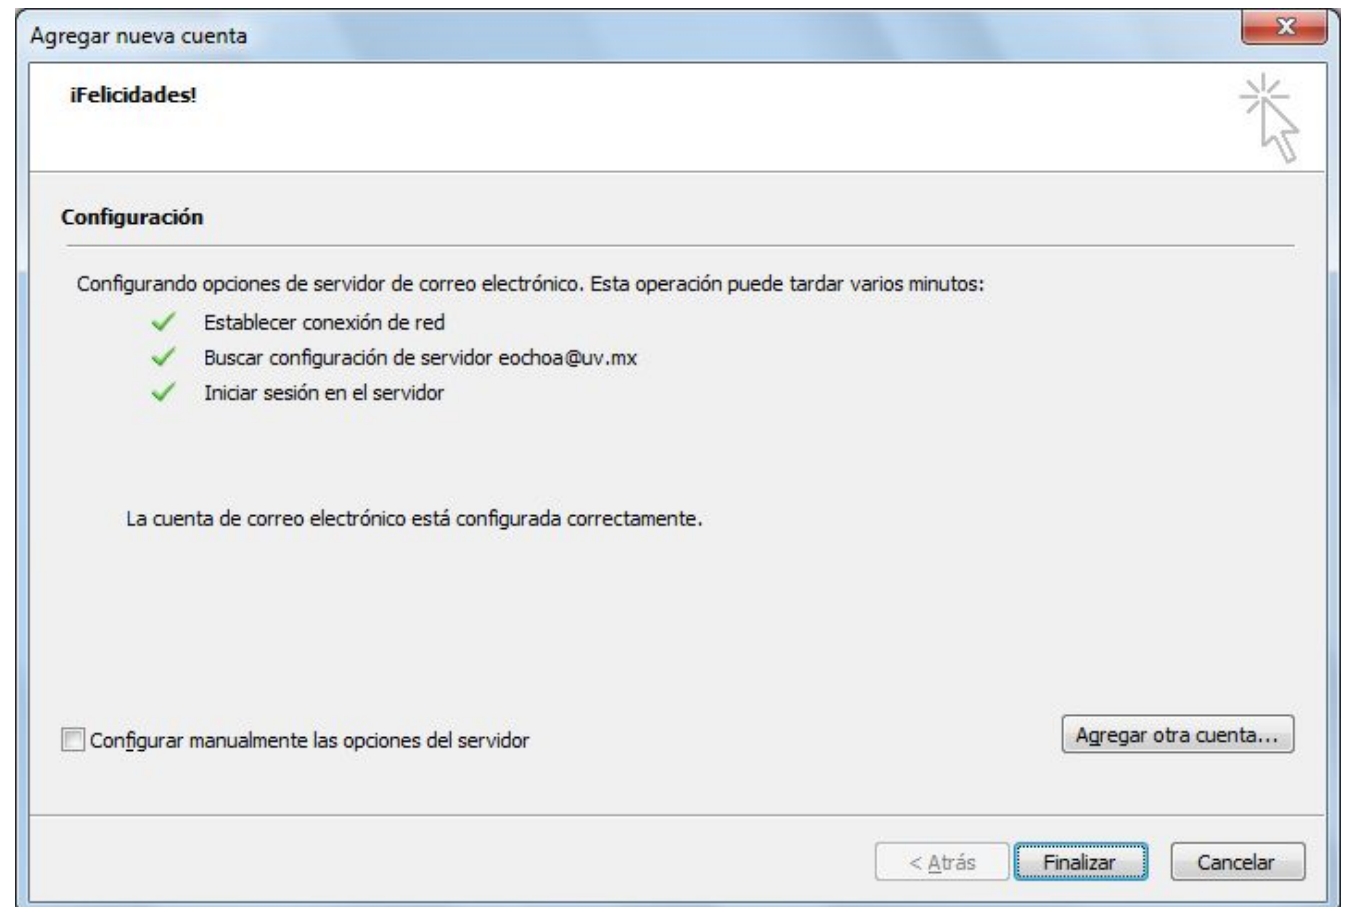 Agregar nueva cuenta
¡Felicidades!
Configuración
Configurando opciones de servidor de correo electrónico. Esta operación puede tardar varios minutos:
Establecer conexión de red
Buscar configuración de servidor eochoa@uv.mx
Iniciar sesión en el servidor
La cuenta de correo electrónico está configurada correctamente.
Configurar manualmente las opciones del servidor
Agregar otra cuenta...
< Atrás
Finalizar
Cancelar